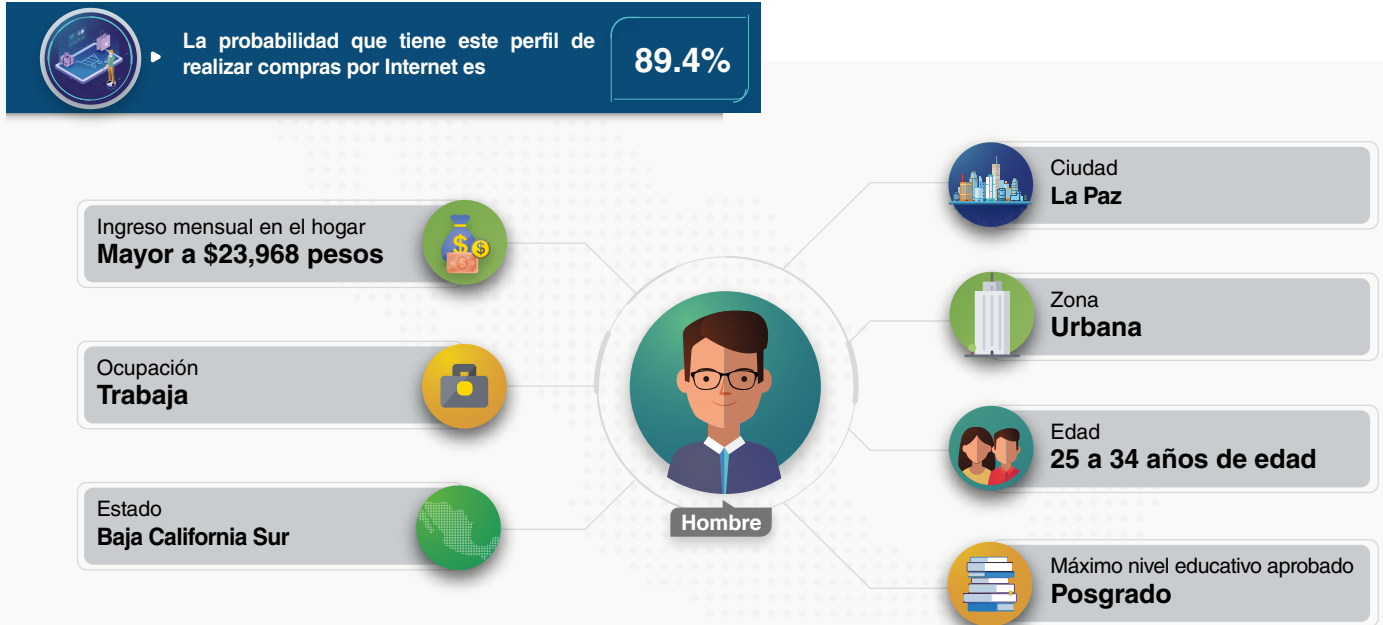 La probabilidad que tiene este perfil de
realizar compras por Internet es
89.4%
Ingreso mensual en el hogar
Mayor a $23,968 pesos
Ocupación
Trabaja
Estado
Baja California Sur
Hombre
Ciudad
La Paz
Zona
Urbana
Edad
25 a 34 años de edad
Máximo nivel educativo aprobado
Posgrado